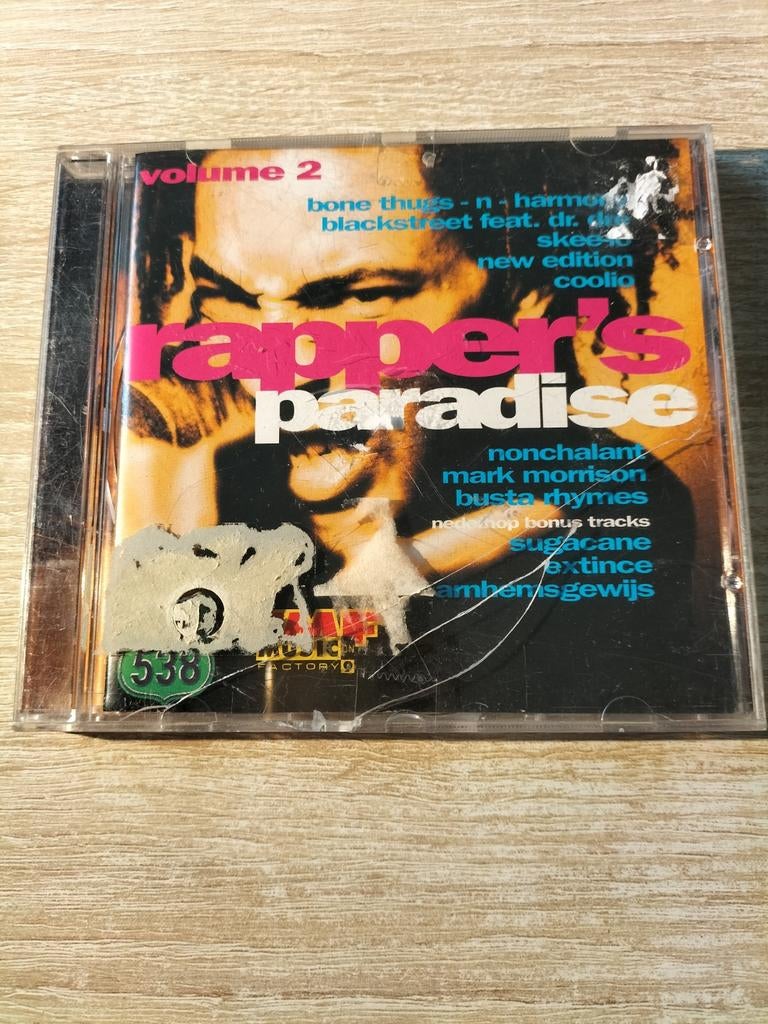 volume 2
bone thugs - n - harmony
blackstreet feat. dr. dre
skee-lo
new edition
coolio
rapper's
paradise
nonchalant
mark morrison
busta rhymes
nederhop bonus tracks
sugacane
extince
arnhemsgewijs
538
MUSIC
FACTORY